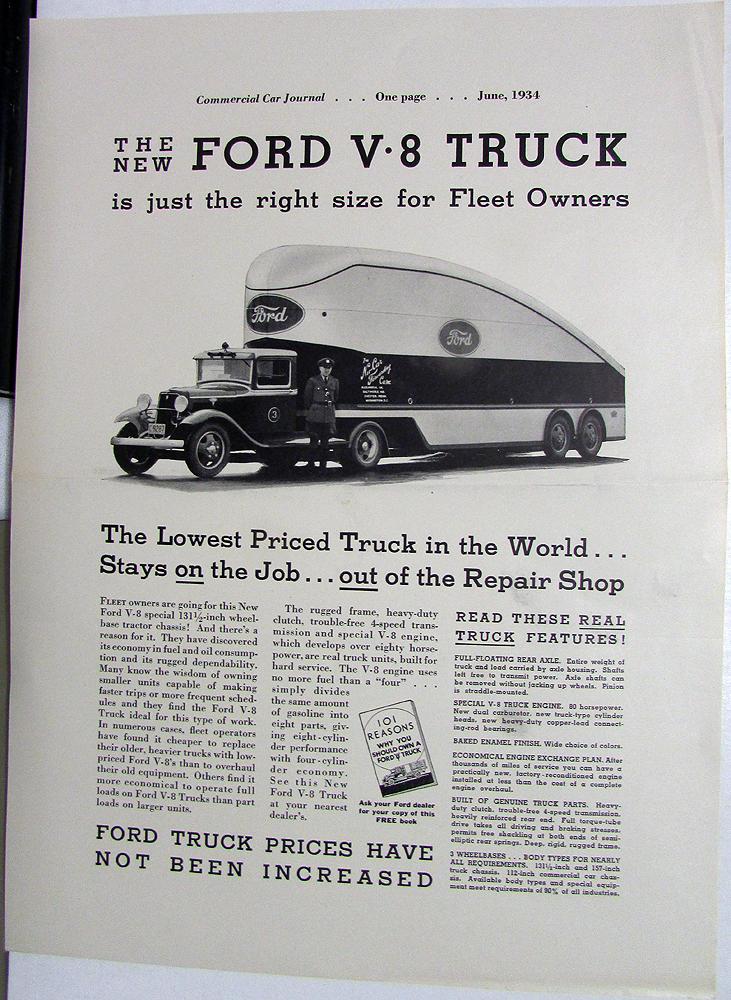 Commercial Car Journal . . . One page . . . June, 1934
THE NEW FORD V·8 TRUCK
is just the right size for Fleet Owners
Ford
Ford
The
New Car
Traveling
Case
ALEXANDRIA, VA.
BALTIMORE, MD.
CHESTER, PENN.
WASHINGTON, D.C.
3
The Lowest Priced Truck in the World . . .
Stays on the Job . . . out of the Repair Shop
FLEET owners are going for this New
Ford V-8 special 131½-inch wheel-
base tractor chassis! And there's a
reason for it. They have discovered
its economy in fuel and oil consump-
tion and its rugged dependability.
Many know the wisdom of owning
smaller units capable of making
faster trips or more frequent sched-
ules and they find the Ford V-8
Truck ideal for this type of work.
In numerous cases, fleet operators
have found it cheaper to replace
their older, heavier trucks with low-
priced Ford V-8's than to overhaul
their old equipment. Others find it
more economical to operate full
loads on Ford V-8 Trucks than part
loads on larger units.
The rugged frame, heavy-duty
clutch, trouble-free 4-speed trans-
mission and special V-8 engine,
which develops over eighty horse-
power, are real truck units, built for
hard service. The V-8 engine uses
no more fuel than a "four" . . .
simply divides
the same amount
of gasoline into
eight parts, giv-
ing eight-cylin-
der performance
with four-cylin-
der economy.
See this New
Ford V-8 Truck
at your nearest
dealer's.
101
REASONS
WHY YOU
SHOULD OWN A
FORD V8 TRUCK
Ask your Ford dealer
for your copy of this
FREE book
READ THESE REAL
TRUCK FEATURES!
FULL-FLOATING REAR AXLE. Entire weight of
truck and load carried by axle housing. Shafts
left free to transmit power. Axle shafts can
be removed without jacking up wheels. Pinion
is straddle-mounted.
SPECIAL V-8 TRUCK ENGINE. 80 horsepower.
New dual carburetor, new truck-type cylinder
heads, new heavy-duty copper-lead connect-
ing-rod bearings.
BAKED ENAMEL FINISH. Wide choice of colors.
ECONOMICAL ENGINE EXCHANGE PLAN. After
thousands of miles of service you can have a
practically new, factory-reconditioned engine
installed at less than the cost of a complete
engine overhaul.
BUILT OF GENUINE TRUCK PARTS. Heavy-
duty clutch, trouble-free 4-speed transmission,
heavily reinforced rear end. Full torque-tube
drive takes all driving and braking stresses,
permits free shackling at both ends of semi-
elliptic rear springs. Deep, rigid, rugged frame.
3 WHEELBASES . . . BODY TYPES FOR NEARLY
ALL REQUIREMENTS. 131½-inch and 157-inch
truck chassis. 112-inch commercial car chas-
sis. Available body types and special equip-
ment meet requirements of 90% of all industries.
FORD TRUCK PRICES HAVE
NOT BEEN INCREASED